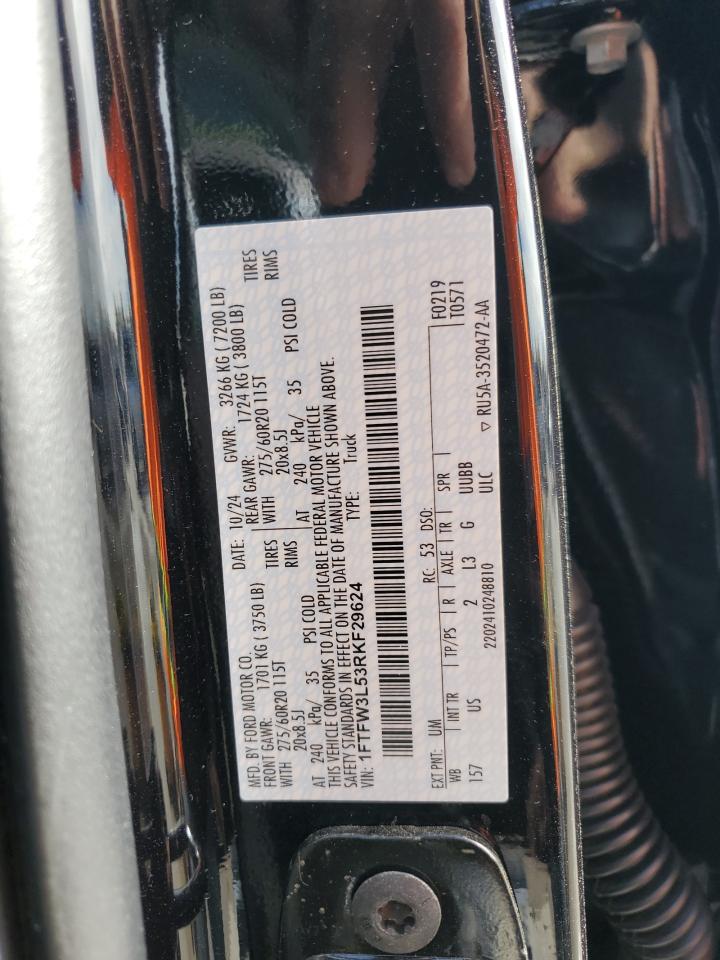 MFD. BY FORD MOTOR CO.
DATE: 10/24 GVWR: 3266 KG ( 7200 LB)
FRONT GAWR: 1701 KG ( 3750 LB)
REAR GAWR: 1724 KG ( 3800 LB)
WITH 275/60R20 115T TIRES
WITH 275/60R20 115T TIRES
20x8.5J RIMS
20x8.5J RIMS
AT 240 kPa/ 35 PSI COLD
AT 240 kPa/ 35 PSI COLD
THIS VEHICLE CONFORMS TO ALL APPLICABLE FEDERAL MOTOR VEHICLE
SAFETY STANDARDS IN EFFECT ON THE DATE OF MANUFACTURE SHOWN ABOVE.
VIN: 1FTFW3L53RKF29624 TYPE: Truck
EXT PNT: UM RC: 53 DSO: F0219
WB INT TR TP/PS R AXLE TR SPR T0571
157 US 2 L3 G UUBB
2202410248810 ULC ▽ RU5A-3520472-AA